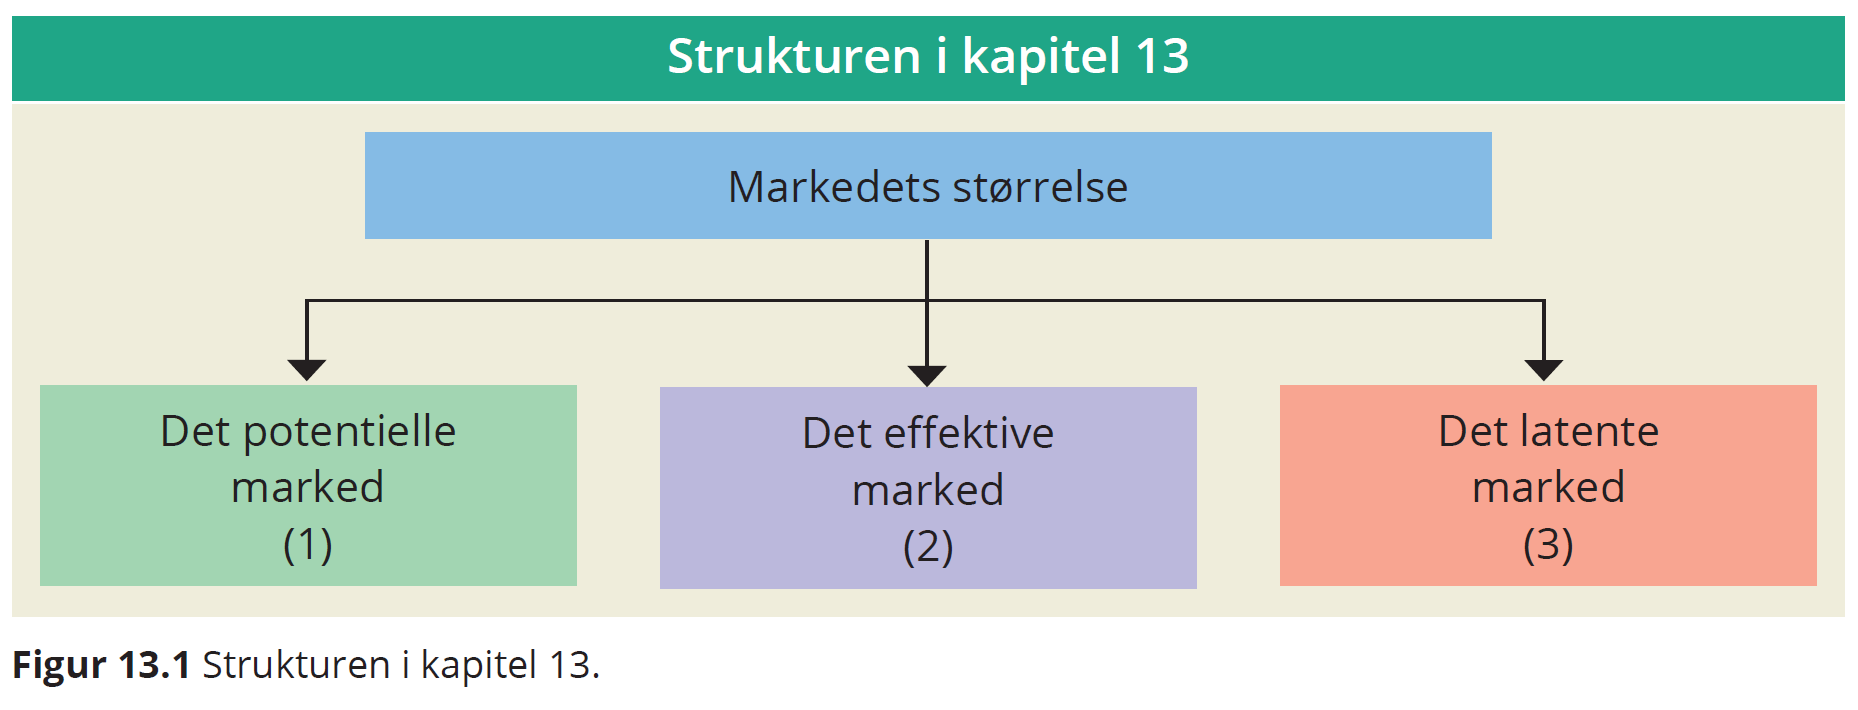 Strukturen i kapitel 13
Markedets størrelse
Det potentielle
marked
(1)
Det effektive
marked
(2)
Det latente
marked
(3)
Figur 13.1 Strukturen i kapitel 13.